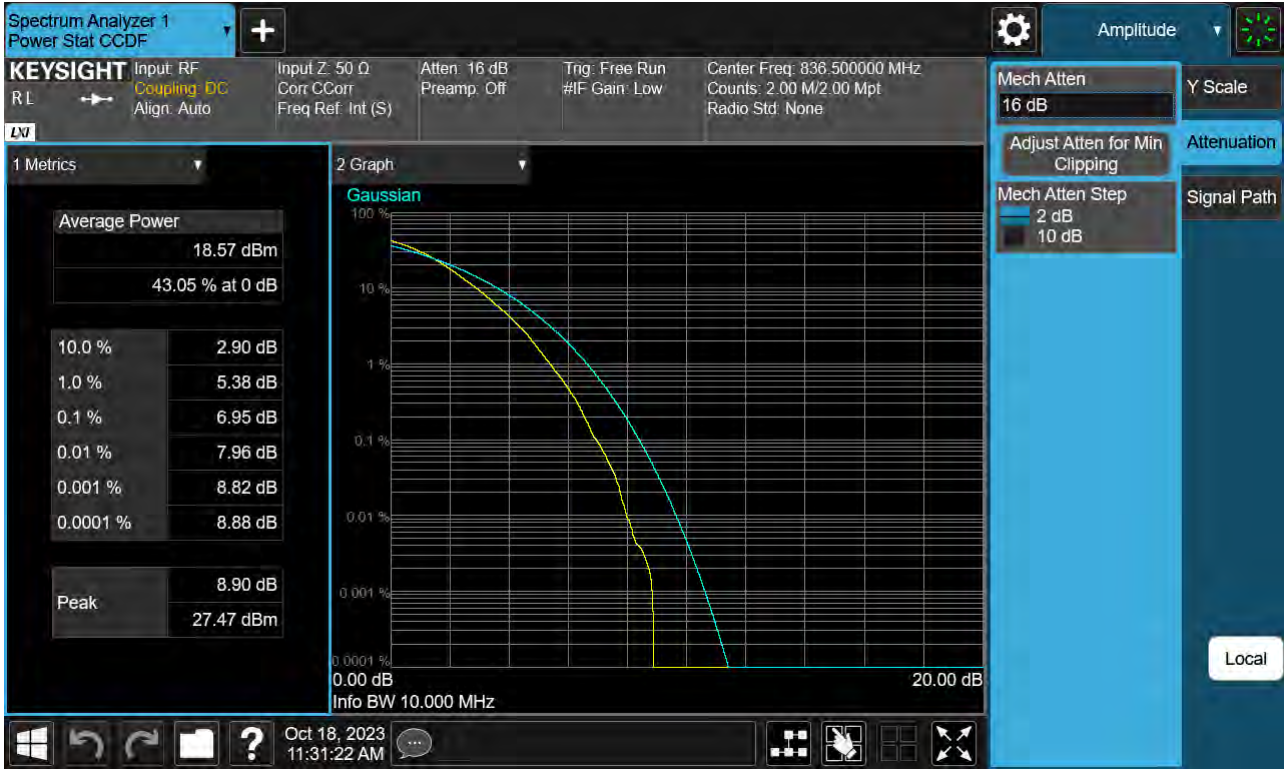 Spectrum Analyzer 1
Power Stat CCDF
+
Amplitude
KEYSIGHT
R L
LXI
Input: RF
Coupling: DC
Align: Auto
Input Z: 50 Ω
Corr CCorr
Freq Ref: Int (S)
Atten: 16 dB
Preamp: Off
Trig: Free Run
#IF Gain: Low
Center Freq: 836.500000 MHz
Counts: 2.00 M/2.00 Mpt
Radio Std: None
Mech Atten
16 dB
Adjust Atten for Min
Clipping
Mech Atten Step
2 dB
10 dB
Y Scale
Attenuation
Signal Path
Local
1 Metrics
Average Power
18.57 dBm
43.05 % at 0 dB
10.0 % 2.90 dB
1.0 % 5.38 dB
0.1 % 6.95 dB
0.01 % 7.96 dB
0.001 % 8.82 dB
0.0001 % 8.88 dB
Peak
8.90 dB
27.47 dBm
2 Graph
Gaussian
100 %
10 %
1 %
0.1 %
0.01 %
0.001 %
0.0001 %
0.00 dB
20.00 dB
Info BW 10.000 MHz
?
Oct 18, 2023
11:31:22 AM